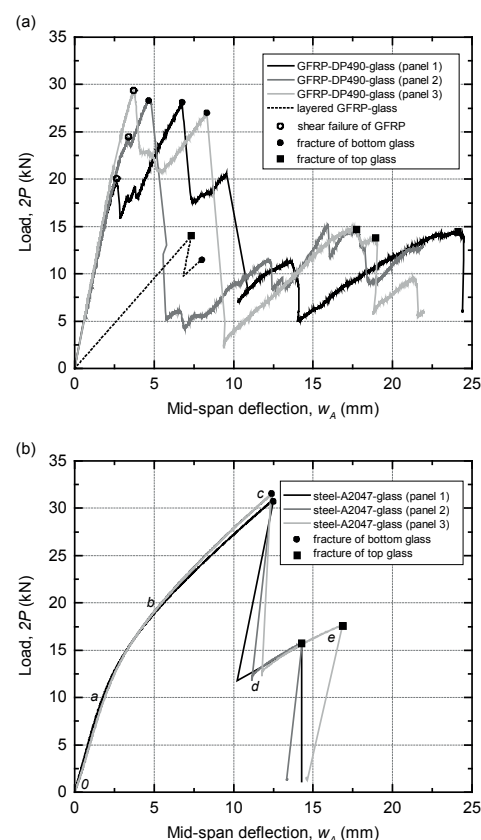 (a)
35
30
25
20
15
10
5
0
Load, 2P (kN)
GFRP-DP490-glass (panel 1)
GFRP-DP490-glass (panel 2)
GFRP-DP490-glass (panel 3)
layered GFRP-glass
shear failure of GFRP
fracture of bottom glass
fracture of top glass
0 5 10 15 20 25
Mid-span deflection, wA (mm)
(b)
35
30
25
20
15
10
5
0
Load, 2P (kN)
steel-A2047-glass (panel 1)
steel-A2047-glass (panel 2)
steel-A2047-glass (panel 3)
fracture of bottom glass
fracture of top glass
c
b
e
d
a
0
0 5 10 15 20 25
Mid-span deflection, wA (mm)